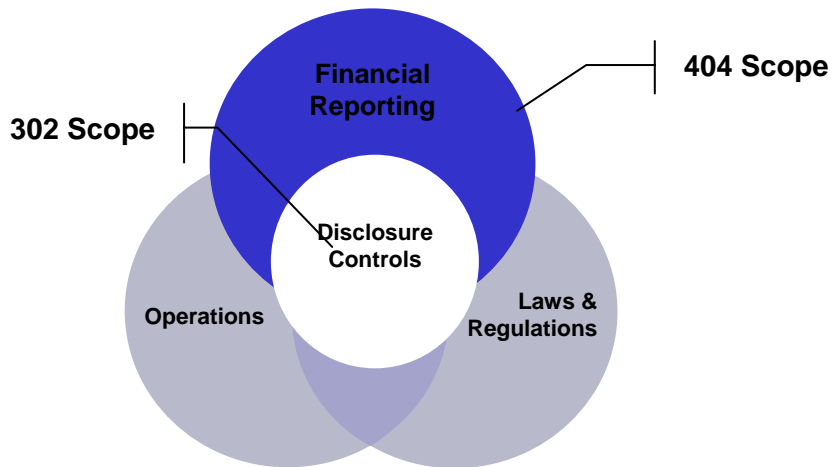 Financial
Reporting
404 Scope
302 Scope
Disclosure
Controls
Operations
Laws &
Regulations